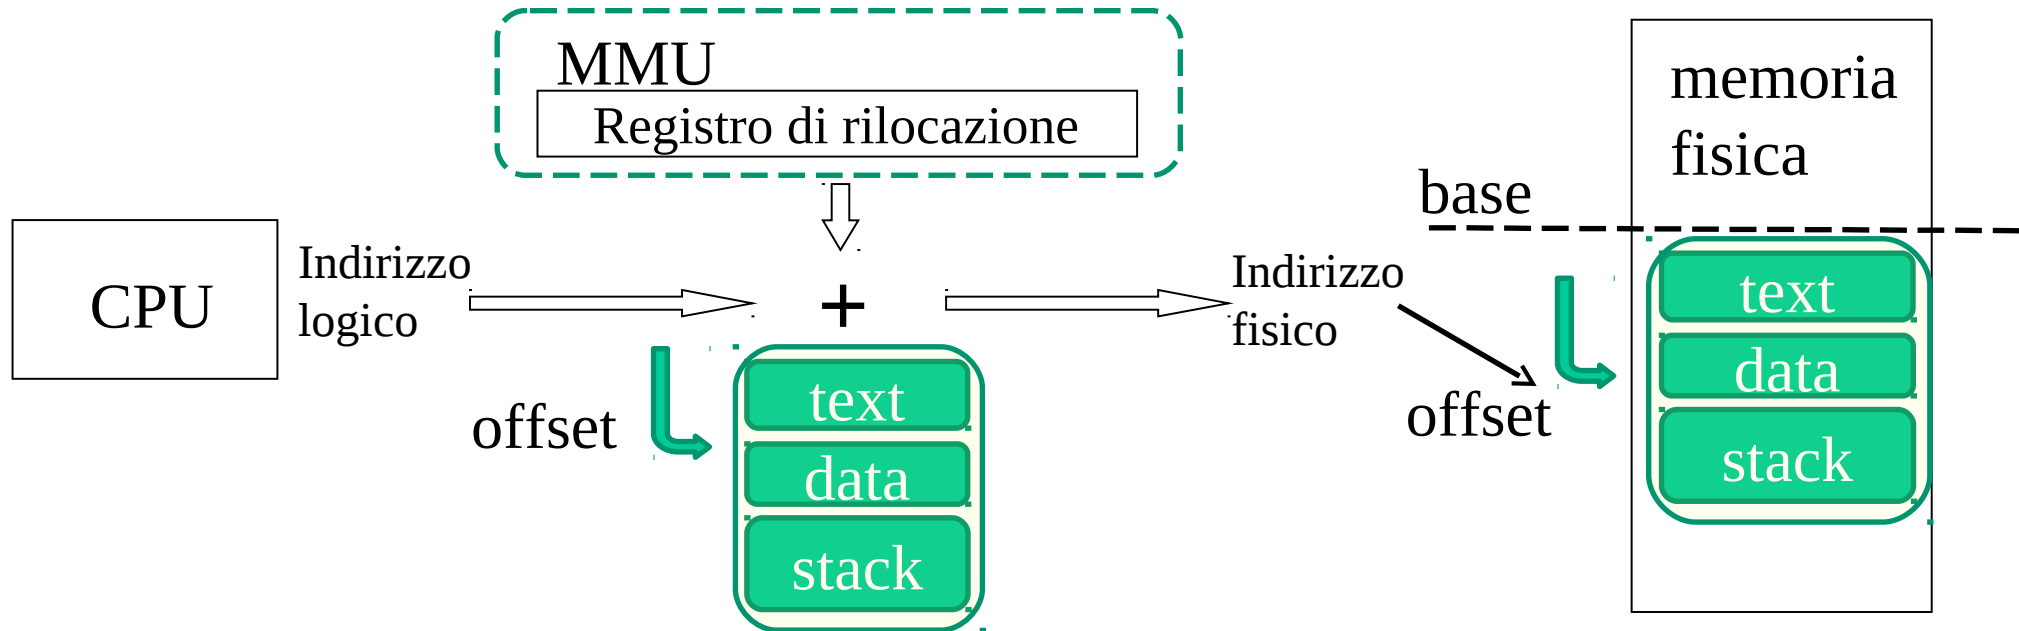 MMU
Registro di rilocazione
CPU
Indirizzo
logico
+
offset
text
data
stack
Indirizzo
fisico
base
offset
memoria
fisica
text
data
stack